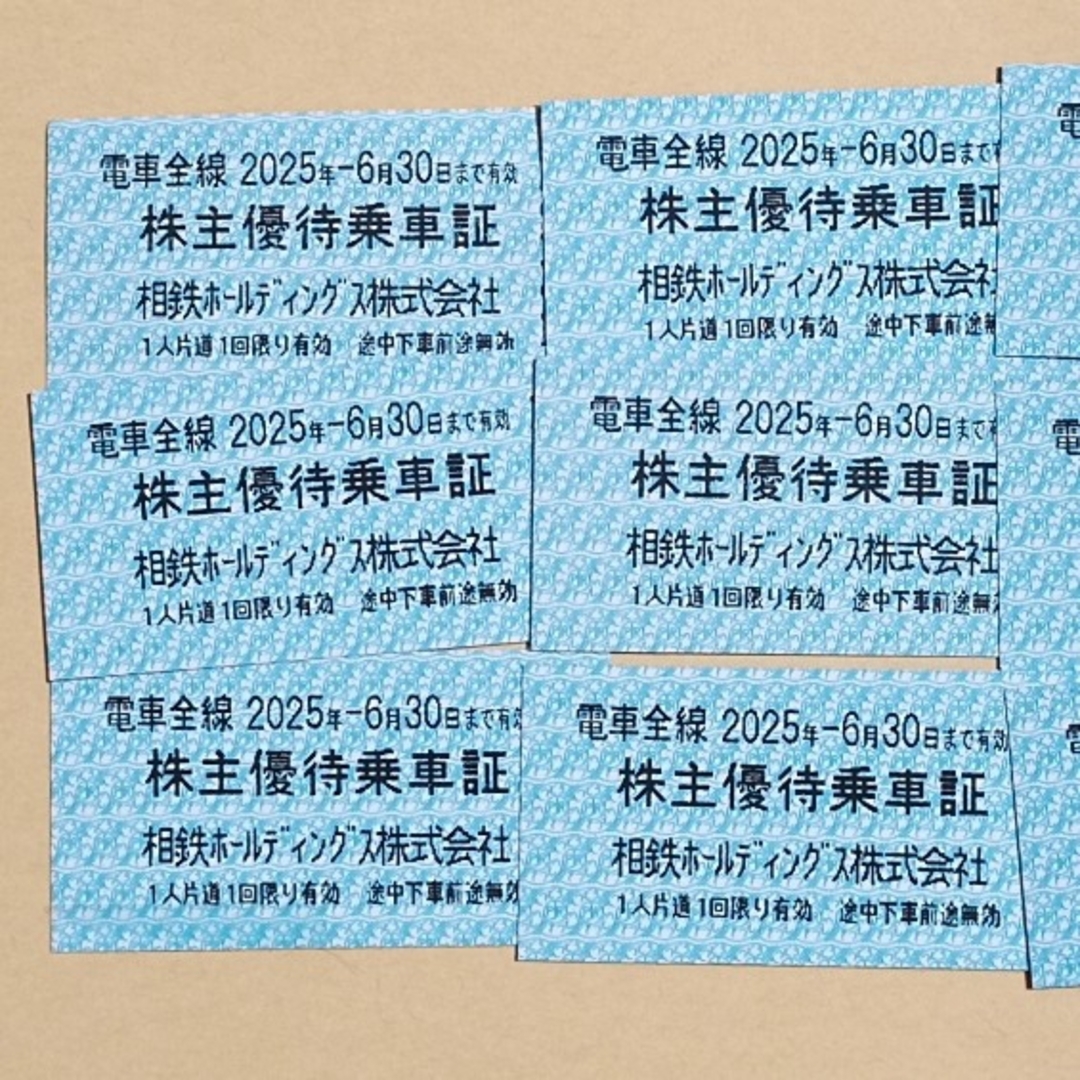 電車全線 2025年-6月30日まで有効
株主優待乗車証
相鉄ホールディングス株式会社
1人片道1回限り有効 途中下車前途無効
電車全線 2025年-6月30日まで
株主優待乗車証
相鉄ホールディングス株式会社
1人片道1回限り有効 途中下車前途無
電
電車全線 2025年-6月30日まで有効
株主優待乗車証
相鉄ホールディングス株式会社
1人片道1回限り有効 途中下車前途無効
電車全線 2025年-6月30日まで
株主優待乗車証
相鉄ホールディングス株式会社
1人片道1回限り有効 途中下車前途無効
電
電車全線 2025年-6月30日まで有効
株主優待乗車証
相鉄ホールディングス株式会社
1人片道1回限り有効 途中下車前途無効
電車全線 2025年-6月30日まで有効
株主優待乗車証
相鉄ホールディングス株式会社
1人片道1回限り有効 途中下車前途無効